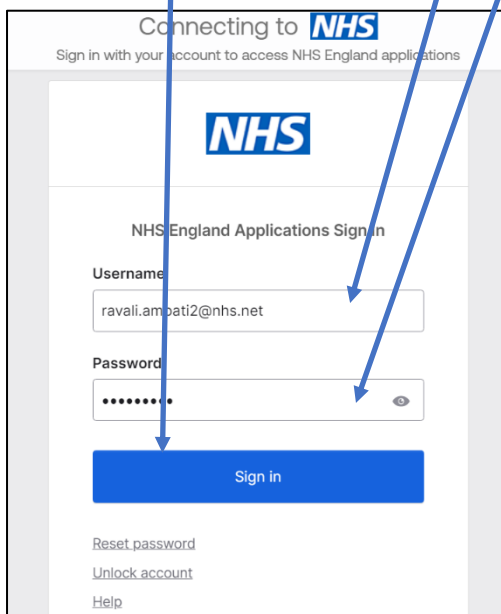 Connecting to NHS
Sign in with your account to access NHS England applications
NHS
NHS England Applications Sign In
Username
ravali.ampati2@nhs.net
Password
•••••••••
Sign in
Reset password
Unlock account
Help